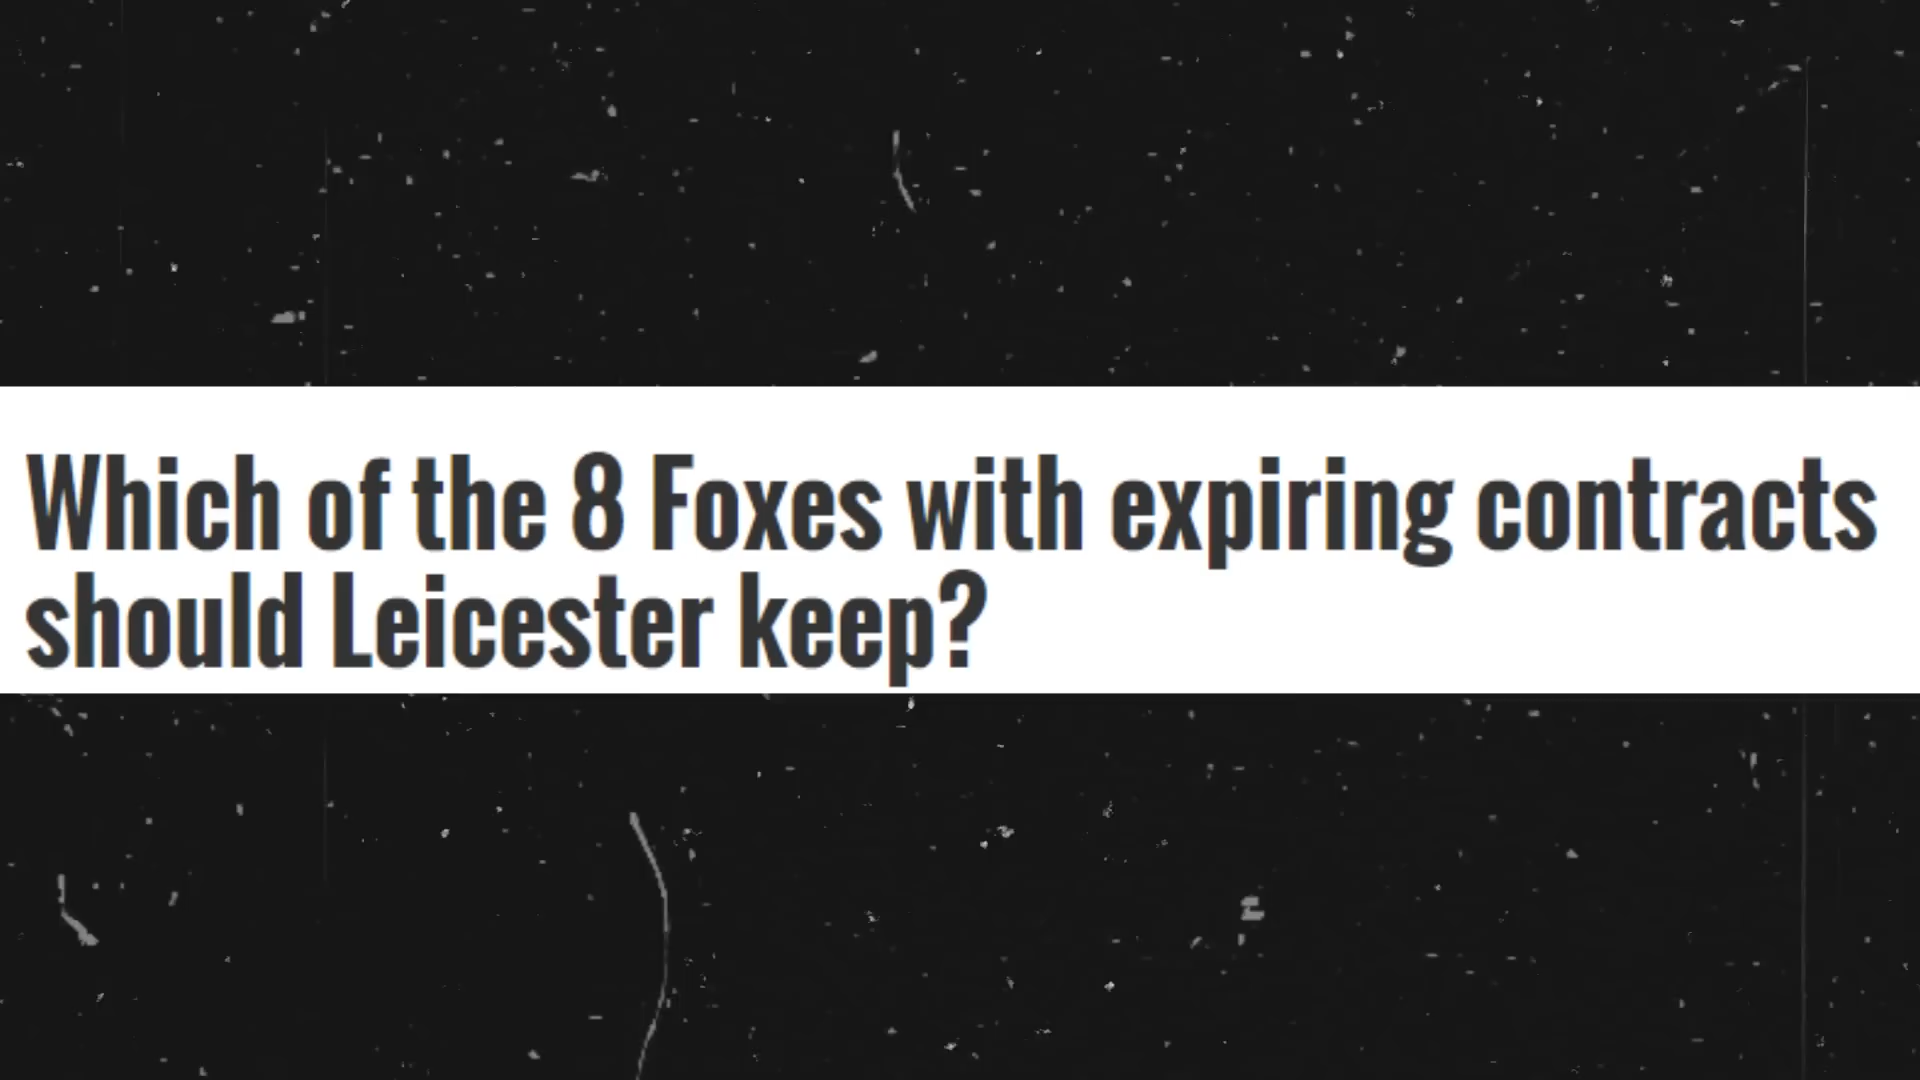 Which of the 8 Foxes with expiring contracts
should Leicester keep?